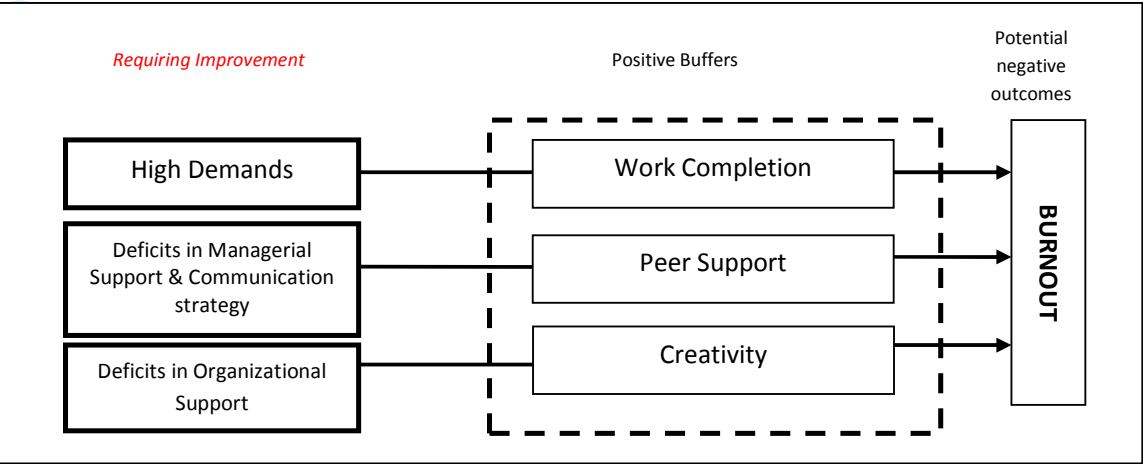 Requiring Improvement
Positive Buffers
Potential
negative
outcomes
High Demands
Work Completion
Deficits in Managerial
Support & Communication
strategy
Peer Support
Deficits in Organizational
Support
Creativity
BURNOUT